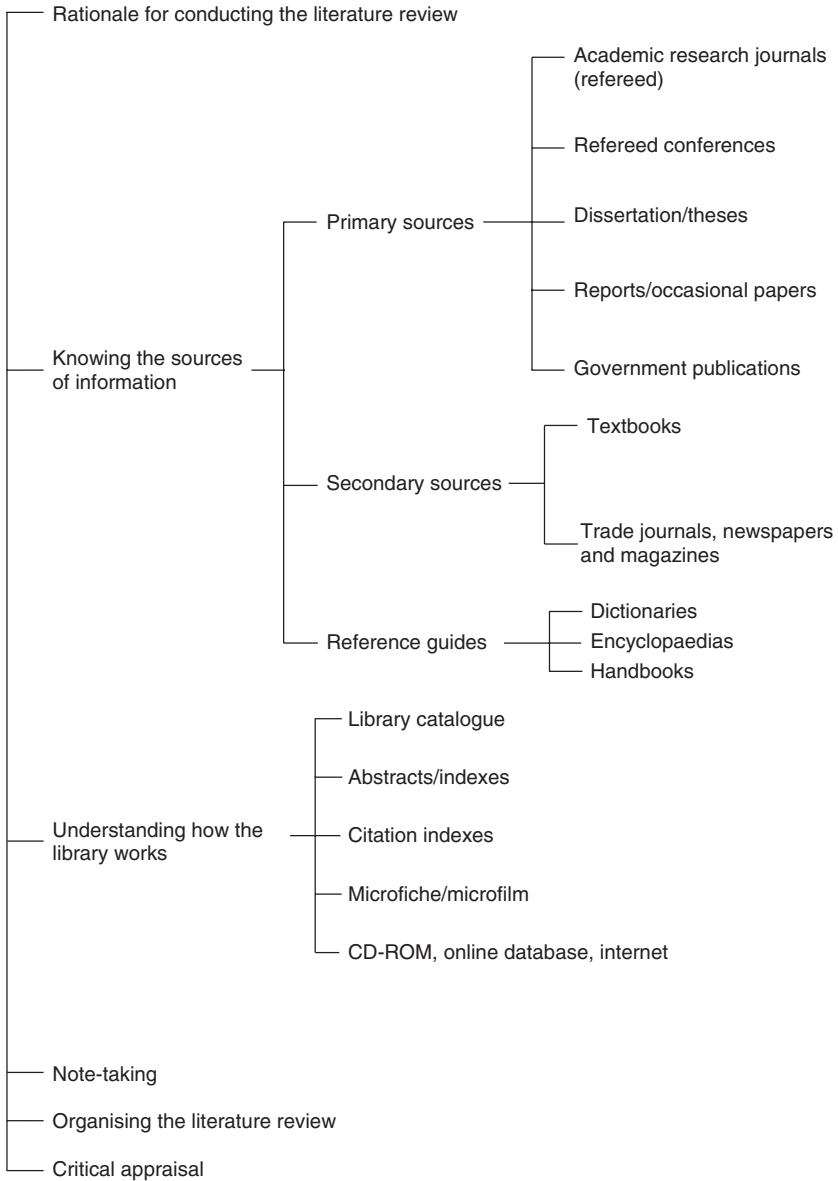 Rationale for conducting the literature review
Knowing the sources
of information
Primary sources
Academic research journals
(refereed)
Refereed conferences
Dissertation/theses
Reports/occasional papers
Government publications
Secondary sources
Textbooks
Trade journals, newspapers
and magazines
Reference guides
Dictionaries
Encyclopaedias
Handbooks
Understanding how the
library works
Library catalogue
Abstracts/indexes
Citation indexes
Microfiche/microfilm
CD-ROM, online database, internet
Note-taking
Organising the literature review
Critical appraisal